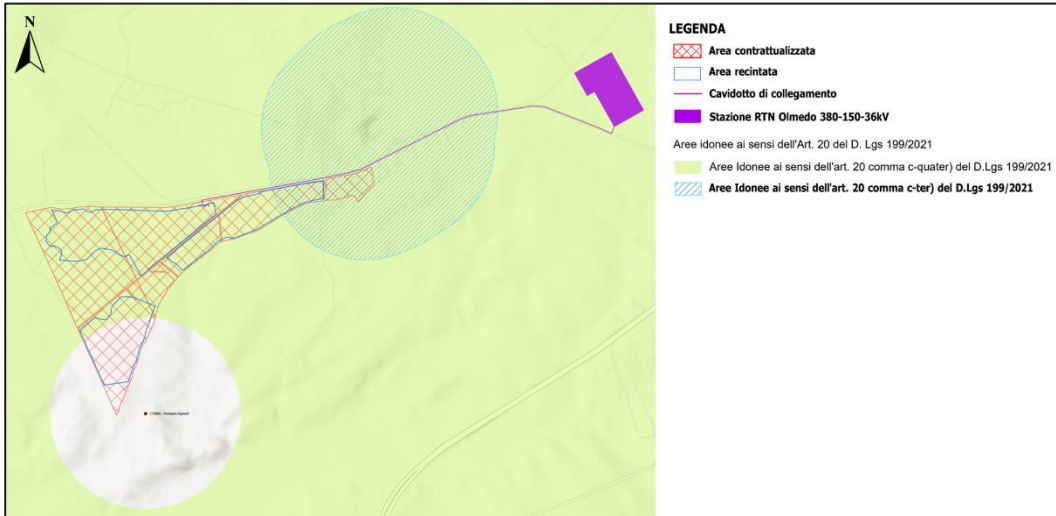 N
LEGENDA
Area contrattualizzata
Area recintata
Cavidotto di collegamento
Stazione RTN Olmedo 380-150-36kV
Aree idonee ai sensi dell'Art. 20 del D. Lgs 199/2021
Aree Idonee ai sensi dell'art. 20 comma c-quater) del D.Lgs 199/2021
Aree Idonee ai sensi dell'art. 20 comma c-ter) del D.Lgs 199/2021